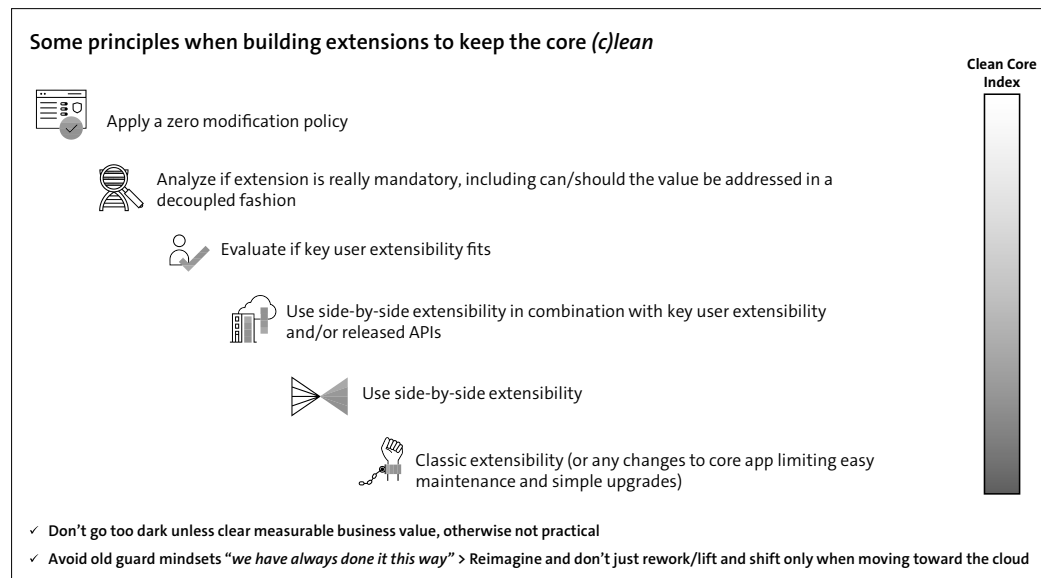 Some principles when building extensions to keep the core (c)lean
Clean Core
Index
Apply a zero modification policy
Analyze if extension is really mandatory, including can/should the value be addressed in a
decoupled fashion
Evaluate if key user extensibility fits
Use side-by-side extensibility in combination with key user extensibility
and/or released APIs
Use side-by-side extensibility
Classic extensibility (or any changes to core app limiting easy
maintenance and simple upgrades)
✓ Don’t go too dark unless clear measurable business value, otherwise not practical
✓ Avoid old guard mindsets “we have always done it this way” > Reimagine and don’t just rework/lift and shift only when moving toward the cloud